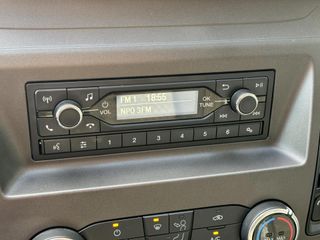 FM 1 18:55
NPO 3FM
VOL
OK
TUNE
1 2 3 4 5 6
A/C